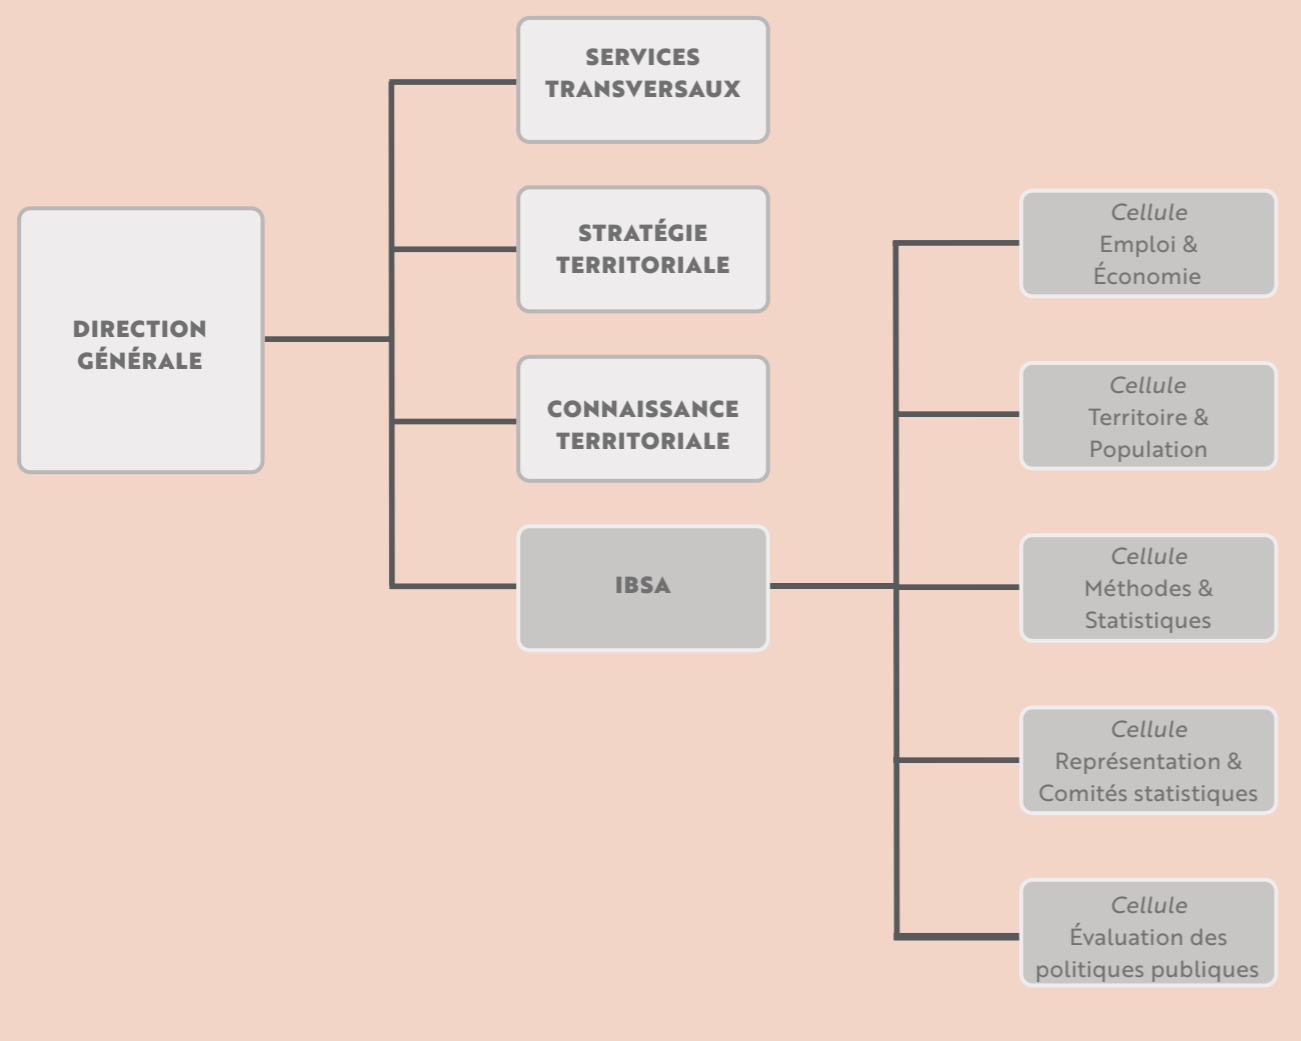 DIRECTION
GÉNÉRALE
SERVICES
TRANSVERSAUX
STRATÉGIE
TERRITORIALE
CONNAISSANCE
TERRITORIALE
IBSA
Cellule
Emploi &
Économie
Cellule
Territoire &
Population
Cellule
Méthodes &
Statistiques
Cellule
Représentation &
Comités statistiques
Cellule
Évaluation des
politiques publiques